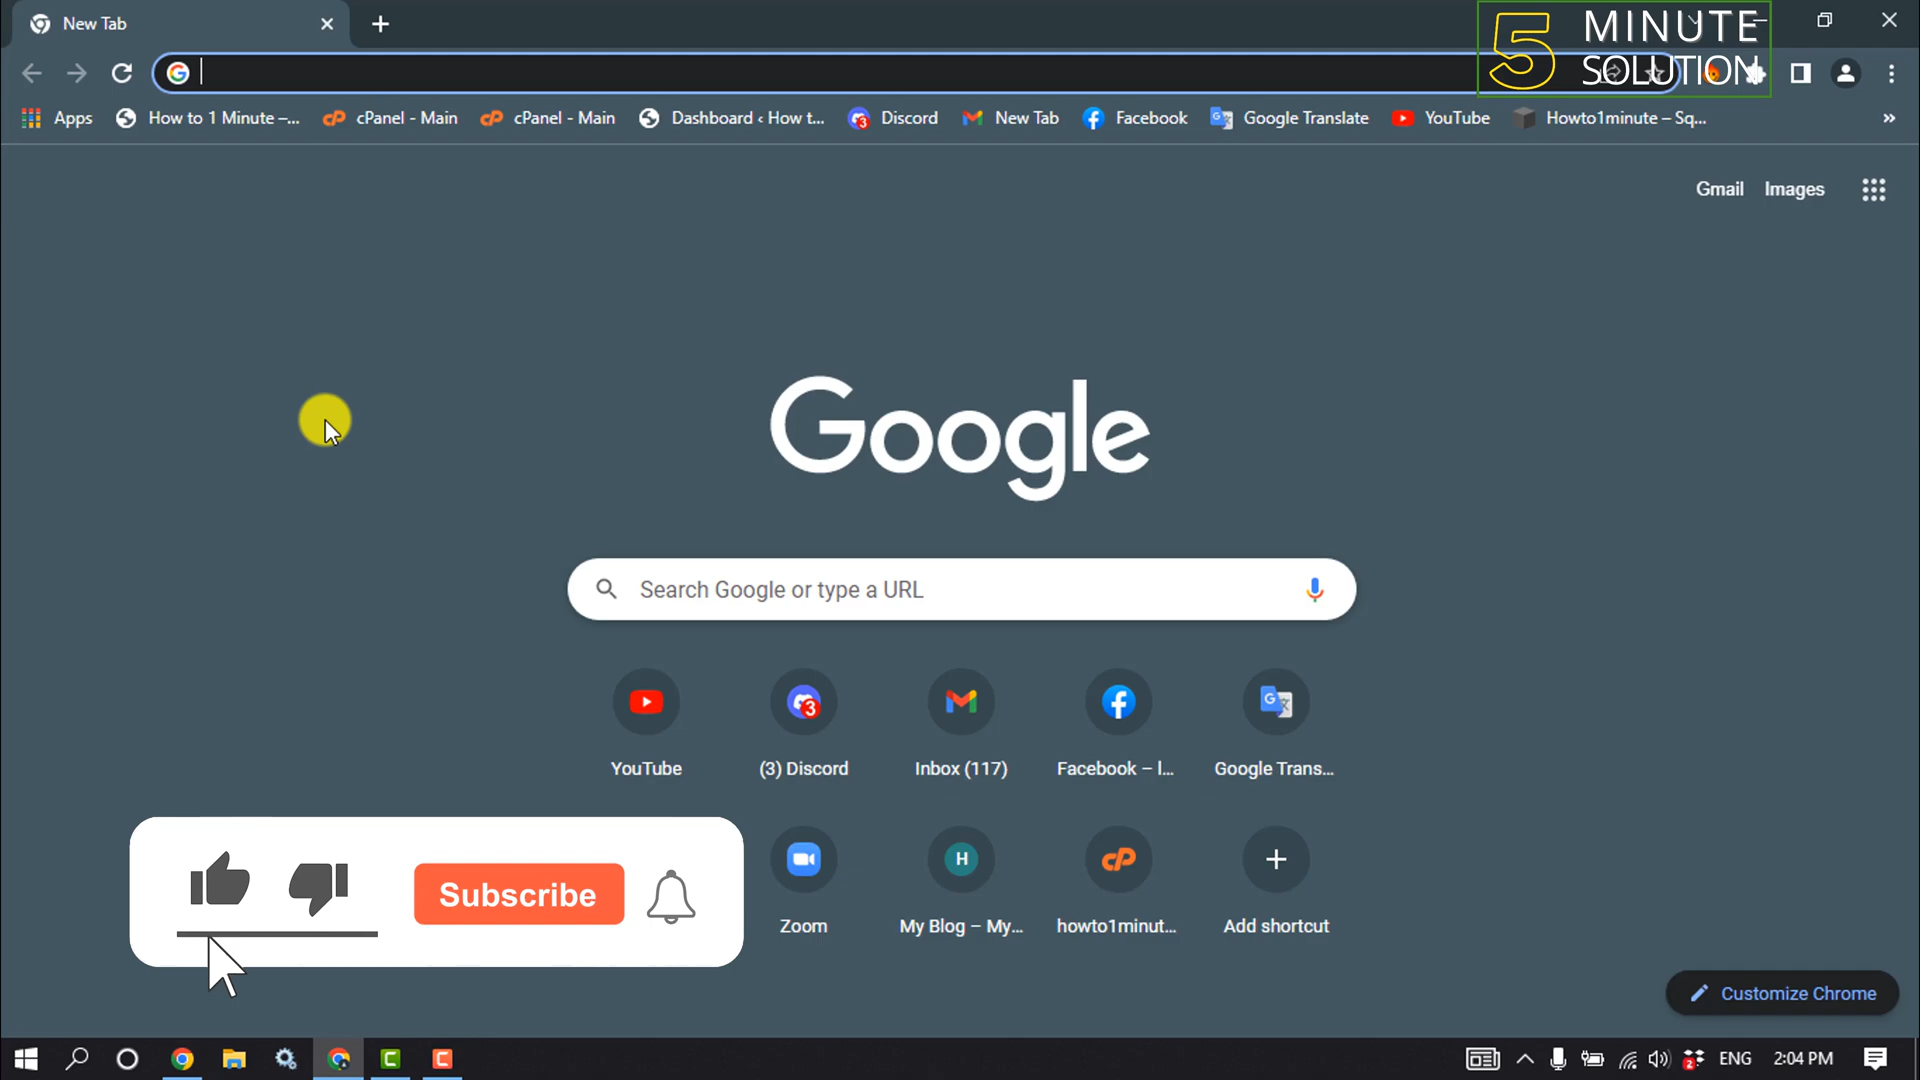 New Tab
5 MINUTE
SOLUTION
Apps
How to 1 Minute –...
cPanel - Main
cPanel - Main
Dashboard ‹ How t...
Discord
New Tab
Facebook
Google Translate
YouTube
Howto1minute – Sq...
»
Gmail
Images
Google
Search Google or type a URL
YouTube
(3) Discord
Inbox (117)
Facebook – l...
Google Trans...
Subscribe
Zoom
H
My Blog – My...
howto1minut...
Add shortcut
Customize Chrome
ENG
2:04 PM